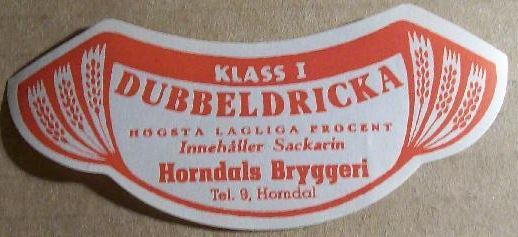 KLASS I
DUBBELDRICKA
HÖGSTA LAGLIGA PROCENT
Innehåller Sackarin
Horndals Bryggeri
Tel. 9, Horndal